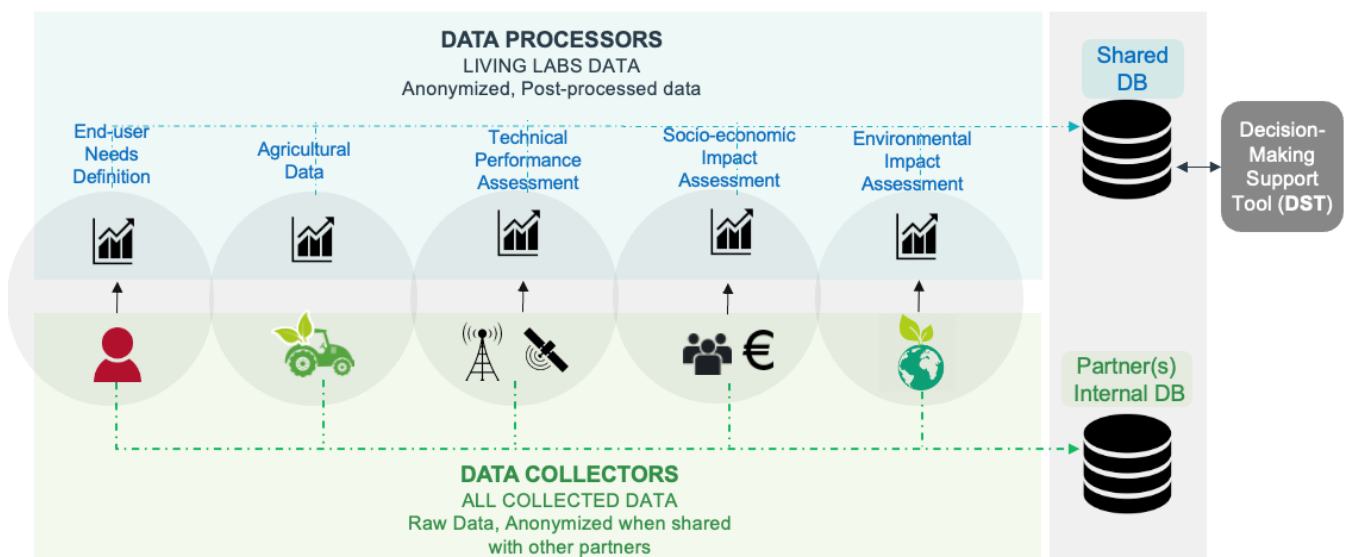 DATA PROCESSORS
LIVING LABS DATA
Anonymized, Post-processed data
End-user
Needs
Definition
Agricultural
Data
Technical
Performance
Assessment
Socio-economic
Impact
Assessment
Environmental
Impact
Assessment
Shared
DB
Decision-
Making
Support
Tool (DST)
€
Partner(s)
Internal DB
DATA COLLECTORS
ALL COLLECTED DATA
Raw Data, Anonymized when shared
with other partners